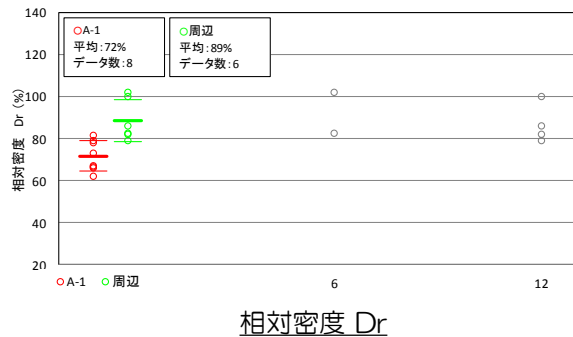 140
120
100
80
60
40
20
相対密度 Dr (%)
A-1
平均:72%
データ数:8
周辺
平均:89%
データ数:6
A-1
周辺
6
12
相対密度 Dr